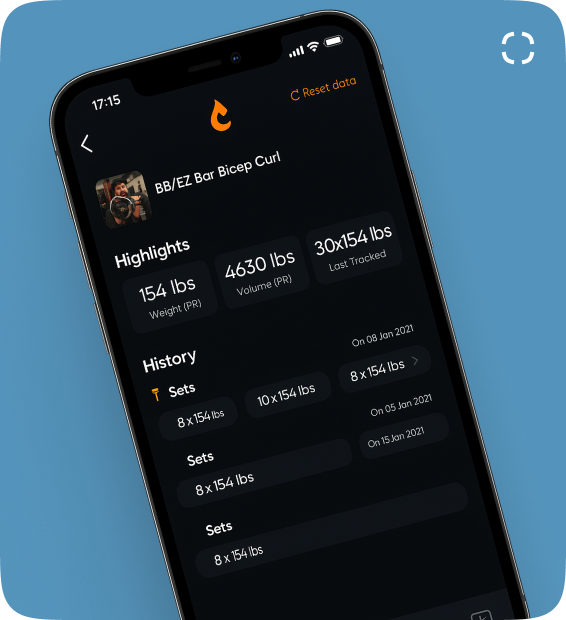 17:15
Reset data
BB/EZ Bar Bicep Curl
Highlights
154 lbs
Weight (PR)
4630 lbs
Volume (PR)
30x154 lbs
Last Tracked
History
On 08 Jan 2021
Sets
8 x 154 lbs
10 x 154 lbs
8 x 154 lbs
On 05 Jan 2021
Sets
8 x 154 lbs
On 15 Jan 2021
Sets
8 x 154 lbs